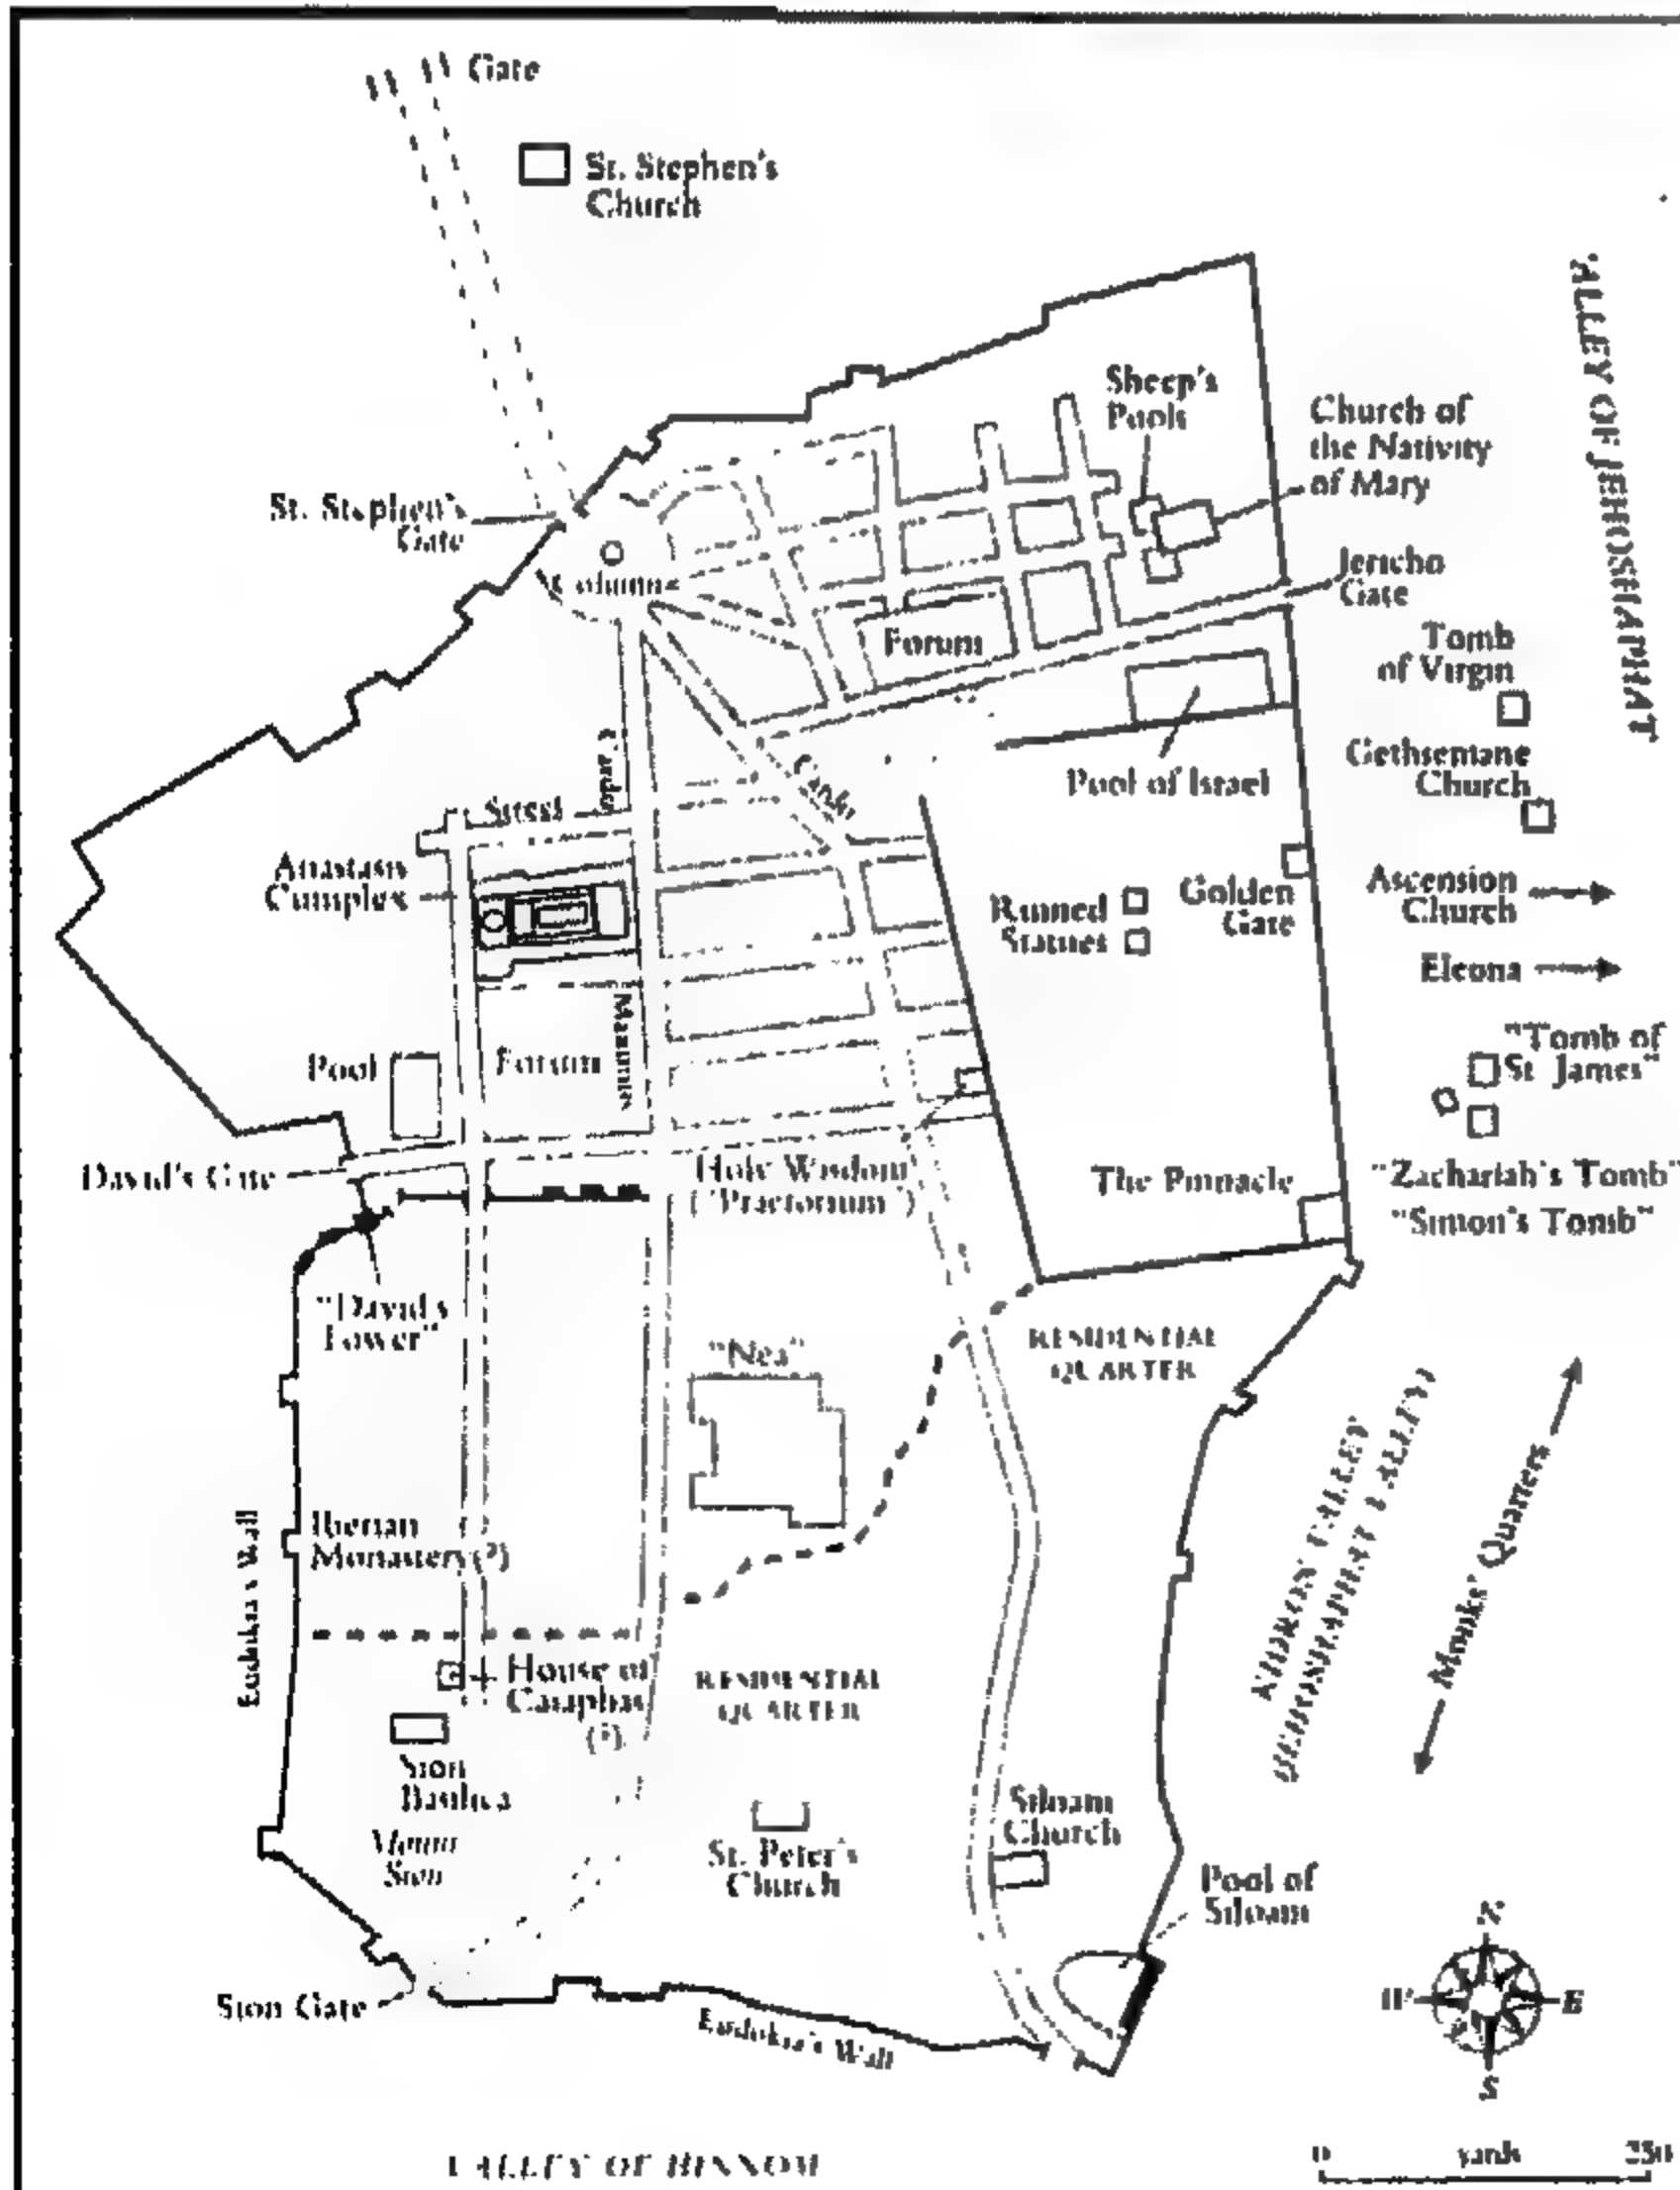 Gate
St. Stephen's
Church
VALLEY OF JEHOSHAPHAT
Sheep's
Pools
Church of
the Nativity
of Mary
St. Stephen's
Gate
Column
Jericho
Gate
Forum
Tomb
of Virgin
Gethsemane
Church
Pool of Israel
Cardo
Cardo
Street
Anastasis
Complex
Ruined
Statues
Golden
Gate
Ascension
Church
Eleona
"Tomb of
St James"
Pool
Forum
Maximus
David's Gate
Holy Wisdom
("Praetorium")
The Pinnacle
"Zachariah's Tomb"
"Simon's Tomb"
"David's
Tower"
"Nea"
RESIDENTIAL
QUARTER
Iberian
Monastery(?)
Eudokia's Wall
KIDRON VALLEY
(JEHOSHAPHAT VALLEY)
Monks' Quarters
House of
Caiaphas
(?)
RESIDENTIAL
QUARTER
Sion
Basilica
Mount
Sion
St. Peter's
Church
Siloam
Church
Pool of
Siloam
Sion Gate
Eudokia's Wall
N
W
E
S
VALLEY OF HINNOM
0 yards 250